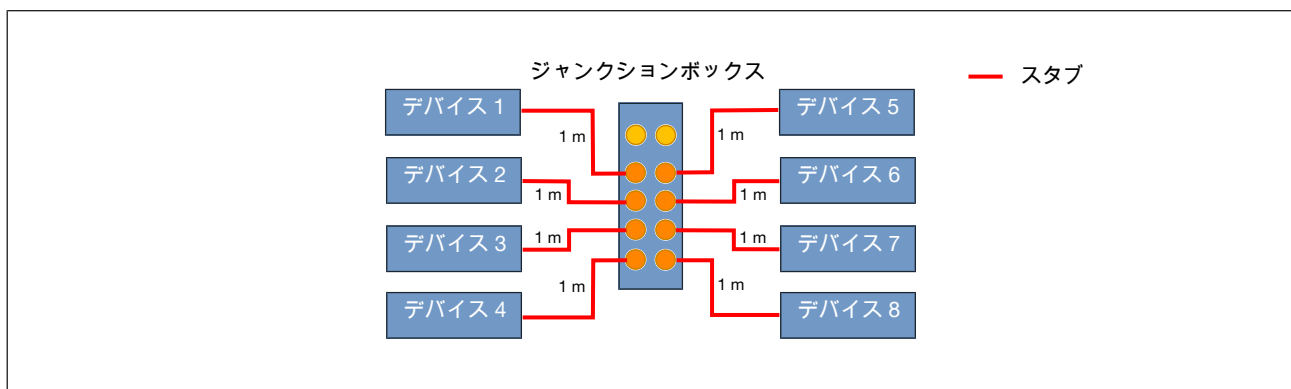 ジャンクションボックス
スタブ
デバイス 1
デバイス 5
1 m
1 m
デバイス 2
デバイス 6
1 m
1 m
デバイス 3
デバイス 7
1 m
1 m
デバイス 4
デバイス 8
1 m
1 m